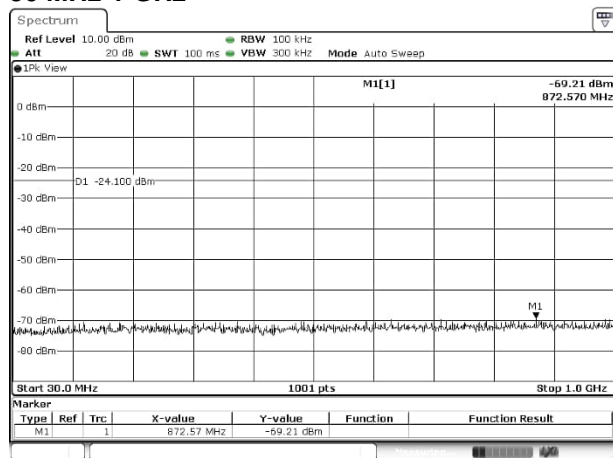 Spectrum
Ref Level 10.00 dBm RBW 100 kHz
Att 20 dB SWT 100 ms VBW 300 kHz Mode Auto Sweep
1Pk View
M1[1] -69.21 dBm
872.570 MHz
0 dBm
-10 dBm
-20 dBm
D1 -24.100 dBm
-30 dBm
-40 dBm
-50 dBm
-60 dBm
M1
-70 dBm
-80 dBm
Start 30.0 MHz 1001 pts Stop 1.0 GHz
Marker
Type Ref Trc X-value Y-value Function Function Result
M1 1 872.57 MHz -69.21 dBm
Measuring...